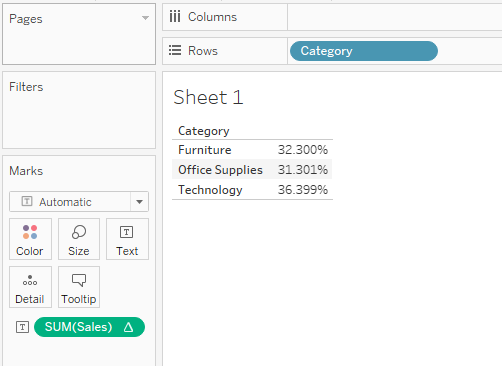 Pages
Columns
Rows
Category
Filters
Sheet 1
Category
Furniture 32.300%
Office Supplies 31.301%
Technology 36.399%
Marks
Automatic
Color Size Text
Detail Tooltip
SUM(Sales) Δ